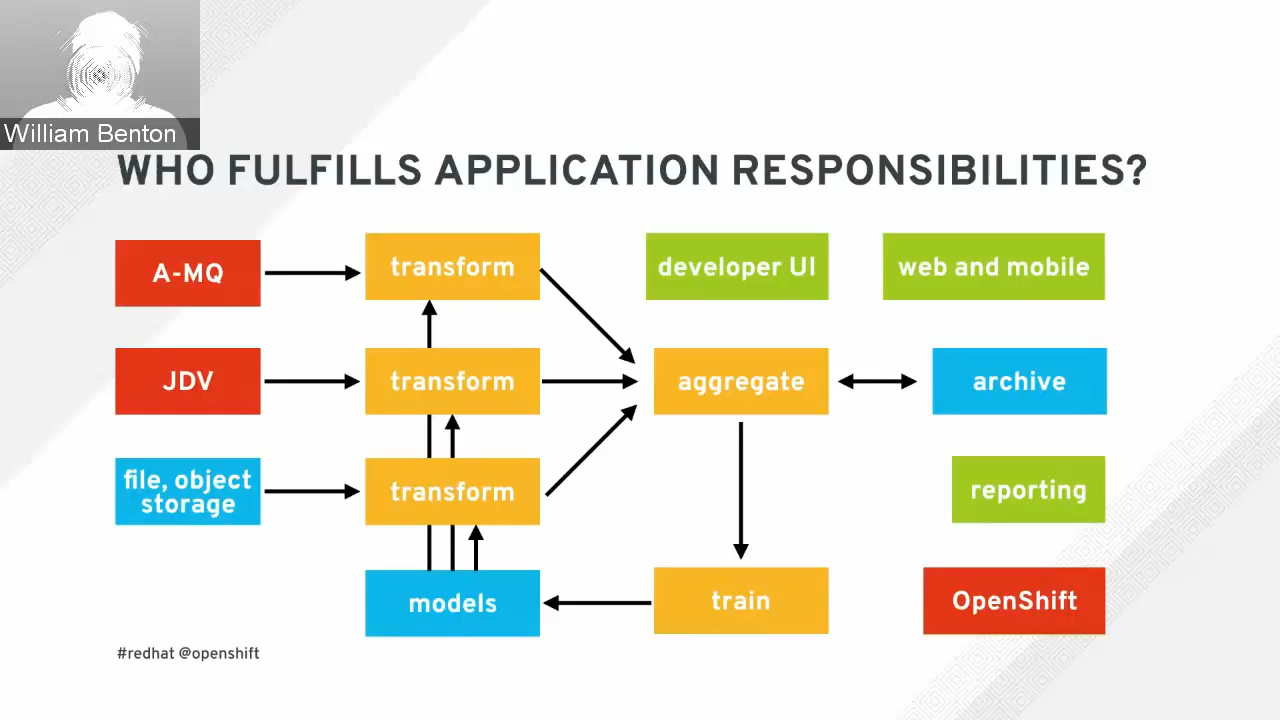 William Benton
WHO FULFILLS APPLICATION RESPONSIBILITIES?
A-MQ
transform
developer UI
web and mobile
JDV
transform
aggregate
archive
file, object
storage
transform
reporting
models
train
OpenShift
#redhat @openshift